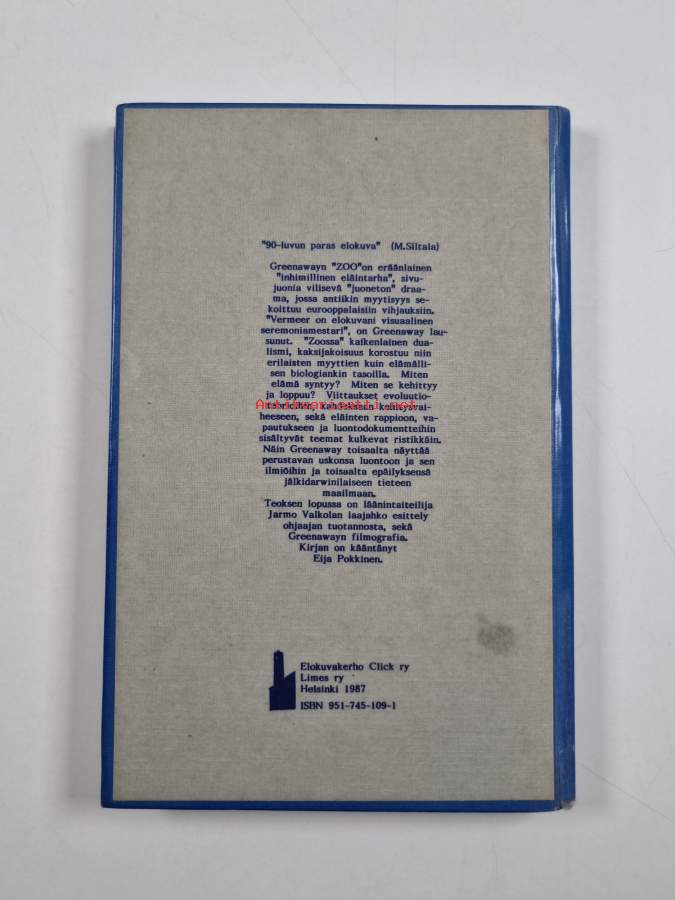 "90-luvun paras elokuva" (M.Siltala)
Greenawayn "ZOO"on eräänlainen
"inhimillinen eläintarha", sivu-
juonia vilisevä "juoneton" draa-
ma, jossa antiikin myytisyys se-
koittuu eurooppalaisiin vihjauksiin.
"Vermeer on elokuvani visuaalinen
seremoniamestari", on Greenaway lau-
sunut. "Zoossa" kaikenlainen dua-
lismi, kaksijakoisuus korostuu niin
erilaisten myyttien kuin elämälli-
sen biologiankin tasoilla. Miten
elämä syntyy? Miten se kehittyy
ja loppuu? Viittaukset evoluutio-
Antikvariaatti.net
heeseen, sekä eläinten rappioon, va-
pautukseen ja luontodokumentteihin
sisältyvät teemat kulkevat ristikkäin.
Näin Greenaway toisaalta näyttää
perustavan uskonsa luontoon ja sen
ilmiöihin ja toisaalta epäilyksensä
jälkidarwinilaiseen tieteen
maailmaan.
Teoksen lopussa on läänintaiteilija
Jarmo Valkolan laajahko esittely
ohjaajan tuotannosta, sekä
Greenawayn filmografia.
Kirjan on kääntänyt
Eija Pokkinen.
Elokuvakerho Click ry
Limes ry
Helsinki 1987
ISBN 951-745-109-1